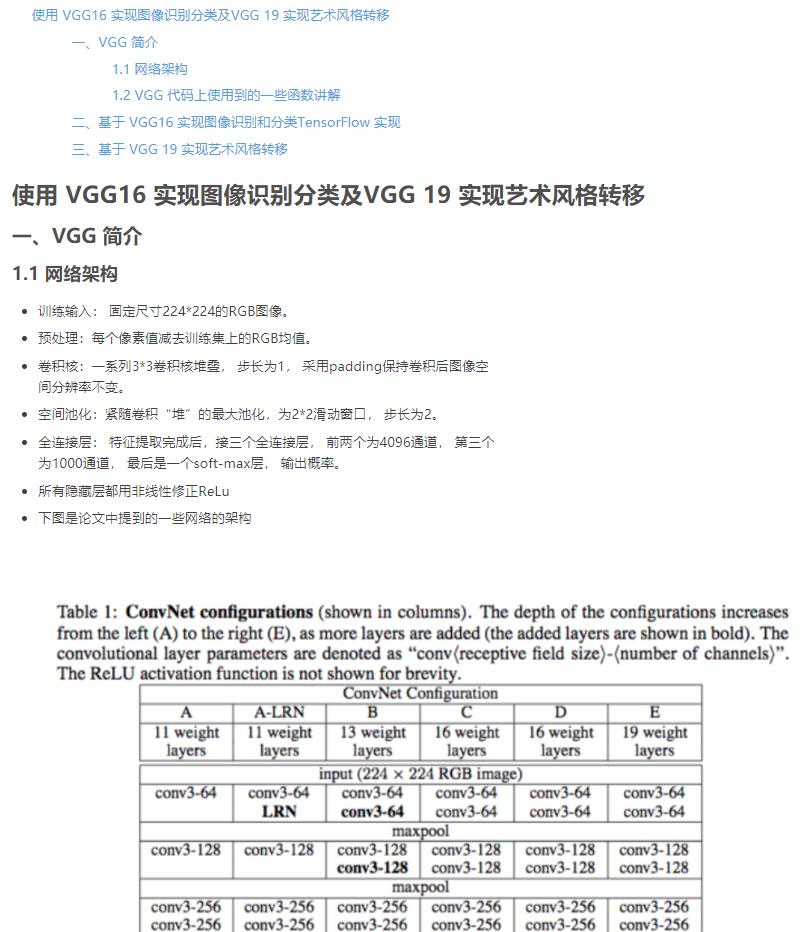 使用 VGG16 实现图像识别分类及VGG 19 实现艺术风格转移
一、VGG 简介
1.1 网络架构
1.2 VGG 代码上使用到的一些函数讲解
二、基于 VGG16 实现图像识别和分类TensorFlow 实现
三、基于 VGG 19 实现艺术风格转移
使用 VGG16 实现图像识别分类及VGG 19 实现艺术风格转移
一、VGG 简介
1.1 网络架构
• 训练输入： 固定尺寸224*224的RGB图像。
• 预处理：每个像素值减去训练集上的RGB均值。
• 卷积核：一系列3*3卷积核堆叠， 步长为1， 采用padding保持卷积后图像空
间分辨率不变。
• 空间池化：紧随卷积“堆”的最大池化，为2*2滑动窗口， 步长为2。
• 全连接层： 特征提取完成后，接三个全连接层， 前两个为4096通道， 第三个
为1000通道， 最后是一个soft-max层， 输出概率。
• 所有隐藏层都用非线性修正ReLu
• 下图是论文中提到的一些网络的架构
Table 1: ConvNet configurations (shown in columns). The depth of the configurations increases
from the left (A) to the right (E), as more layers are added (the added layers are shown in bold). The
convolutional layer parameters are denoted as “conv⟨receptive field size⟩-⟨number of channels⟩”.
The ReLU activation function is not shown for brevity.
ConvNet Configuration
A A-LRN B C D E
11 weight 11 weight 13 weight 16 weight 16 weight 19 weight
layers layers layers layers layers layers
input (224 × 224 RGB image)
conv3-64 conv3-64 conv3-64 conv3-64 conv3-64 conv3-64
LRN conv3-64 conv3-64 conv3-64 conv3-64
maxpool
conv3-128 conv3-128 conv3-128 conv3-128 conv3-128 conv3-128
conv3-128 conv3-128 conv3-128 conv3-128
maxpool
conv3-256 conv3-256 conv3-256 conv3-256 conv3-256 conv3-256
conv3-256 conv3-256 conv3-256 conv3-256 conv3-256 conv3-256